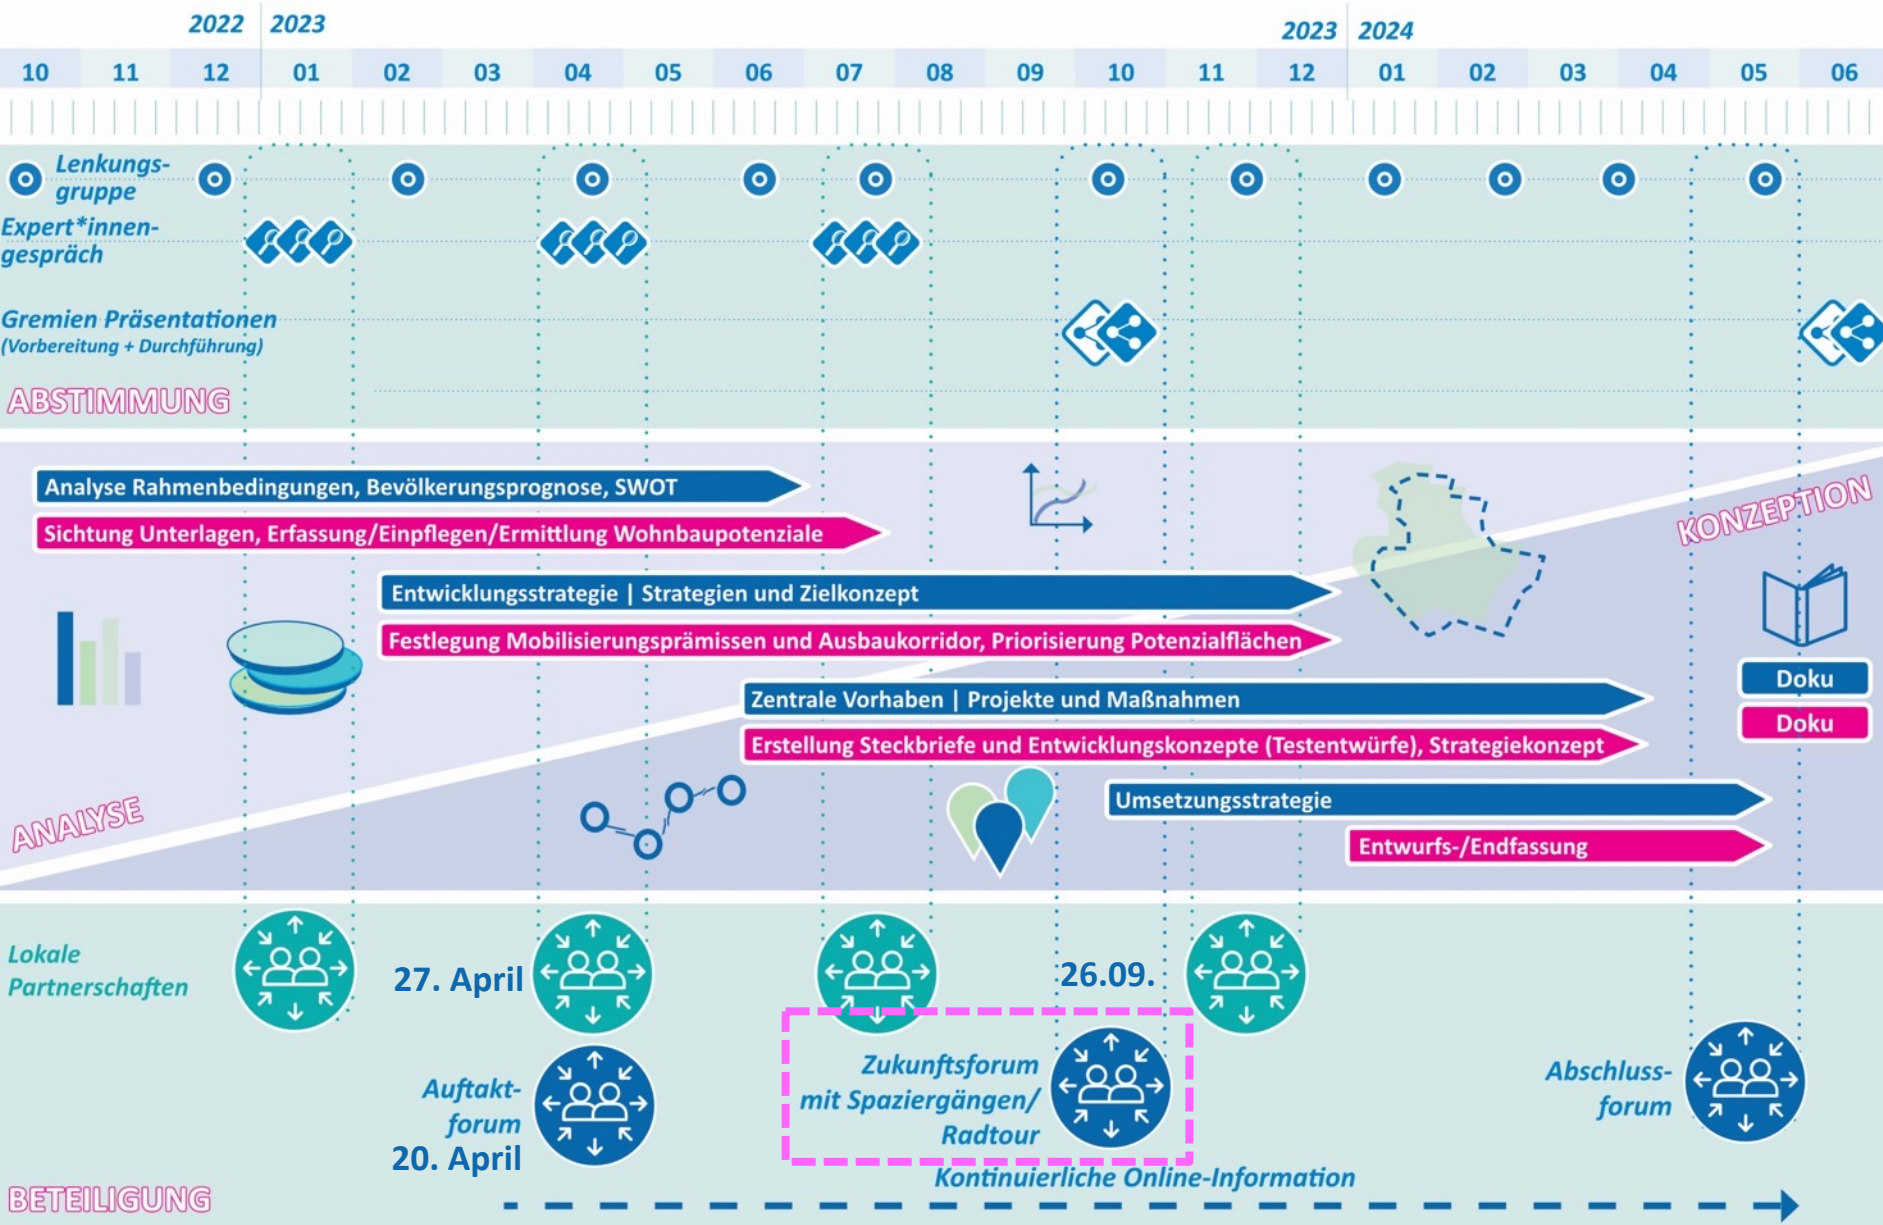 2022 2023
2023 2024
10 11 12 01 02 03 04 05 06 07 08 09 10 11 12 01 02 03 04 05 06
Lenkungs-
gruppe
Expert*innen-
gespräch
Gremien Präsentationen
(Vorbereitung + Durchführung)
ABSTIMMUNG
Analyse Rahmenbedingungen, Bevölkerungsprognose, SWOT
Sichtung Unterlagen, Erfassung/Einpflegen/Ermittlung Wohnbaupotenziale
KONZEPTION
Entwicklungsstrategie | Strategien und Zielkonzept
Festlegung Mobilisierungsprämissen und Ausbaukorridor, Priorisierung Potenzialflächen
Zentrale Vorhaben | Projekte und Maßnahmen
Erstellung Steckbriefe und Entwicklungskonzepte (Testentwürfe), Strategiekonzept
Doku
Doku
Umsetzungsstrategie
Entwurfs-/Endfassung
ANALYSE
Lokale
Partnerschaften
27. April
26.09.
Auftakt-
forum
20. April
Zukunftsforum
mit Spaziergängen/
Radtour
Abschluss-
forum
Kontinuierliche Online-Information
BETEILIGUNG